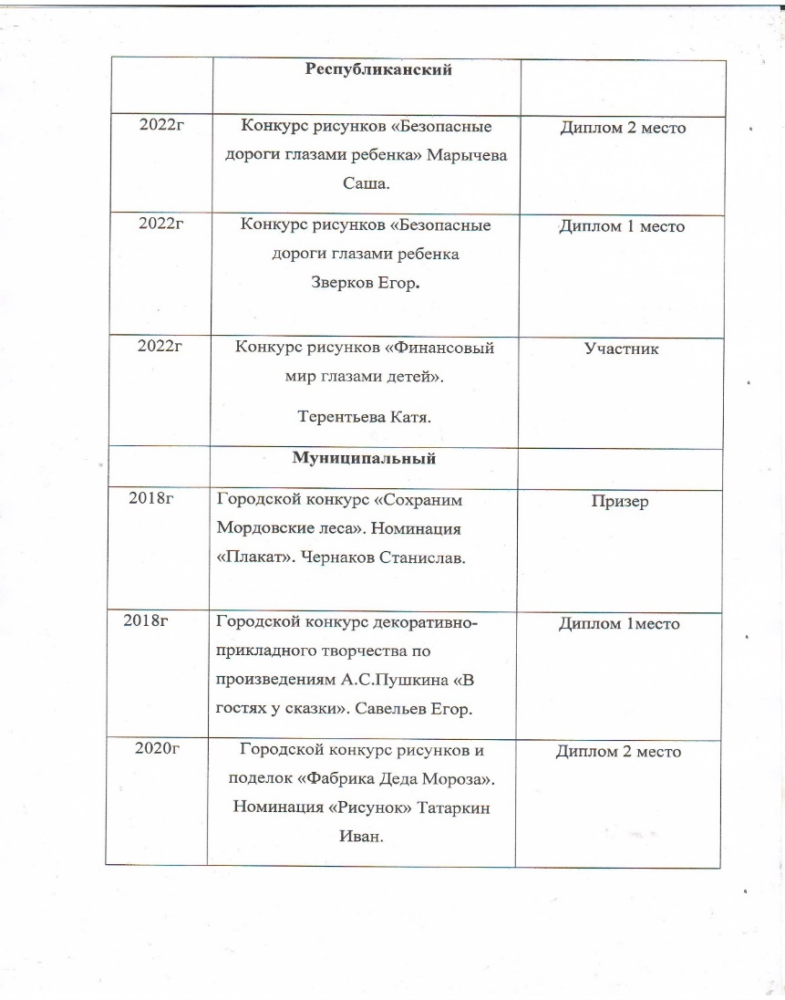 Республиканский
2022г Конкурс рисунков «Безопасные Диплом 2 место
дороги глазами ребенка» Марычева
Саша.
2022г Конкурс рисунков «Безопасные Диплом 1 место
дороги глазами ребенка
Зверков Егор.
2022г Конкурс рисунков «Финансовый Участник
мир глазами детей».
Терентьева Катя.
Муниципальный
2018г Городской конкурс «Сохраним Призер
Мордовские леса». Номинация
«Плакат». Чернаков Станислав.
2018г Городской конкурс декоративно- Диплом 1место
прикладного творчества по
произведениям А.С.Пушкина «В
гостях у сказки». Савельев Егор.
2020г Городской конкурс рисунков и Диплом 2 место
поделок «Фабрика Деда Мороза».
Номинация «Рисунок» Татаркин
Иван.